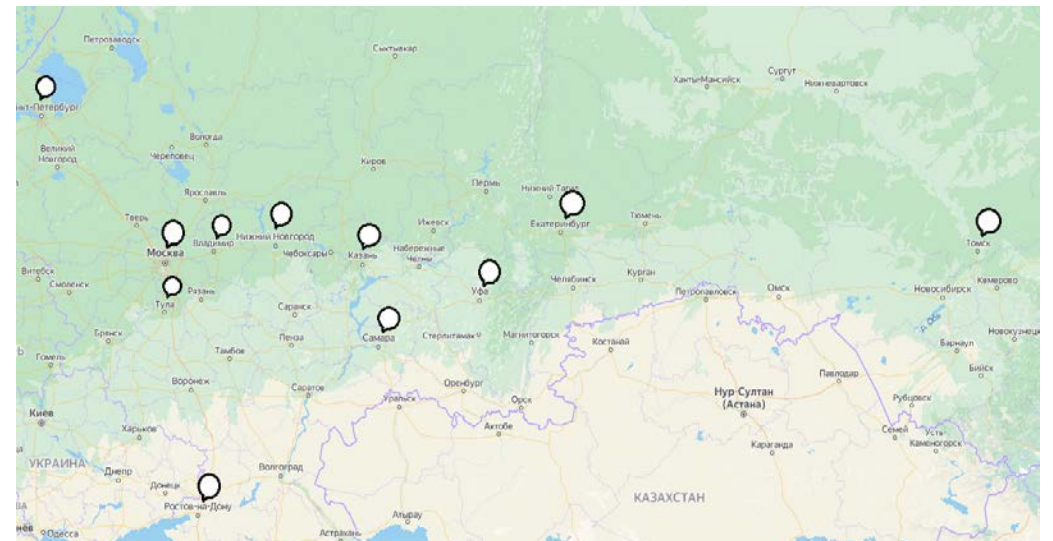 Петрозаводск
Сыктывкар
Ханты-Мансийск
Сургут
Нижневартовск
нкт-Петербург
Вологда
Великий
Новгород
Череповец
Киров
Ярославль
Пермь
Нижний Тагил
Тверь
Ижевск
Екатеринбург
Тюмень
Москва
Владимир
Нижний Новгород
Чебоксары
Казань
Набережные
Челны
Томск
Витебск
Смоленск
Тула
Рязань
Уфа
Челябинск
Курган
Петропавловск
Омск
Новосибирск
Кемерово
Саранск
р. Обь
Брянск
Пенза
Самара
Стерлитамак
Магнитогорск
Костанай
Новокузнецк
Барнаул
Гомель
Тамбов
Бийск
Воронеж
Саратов
Оренбург
Уральск
Орск
Нур-Султан
(Астана)
Павлодар
Рубцовск
Киев
Харьков
Актобе
Караганда
Семей
Усть-
Каменогорск
УКРАИНА
Днепр
Донецк
Волгоград
Ростов-на-Дону
КАЗАХСТАН
Одесса
Астрахань
Атырау